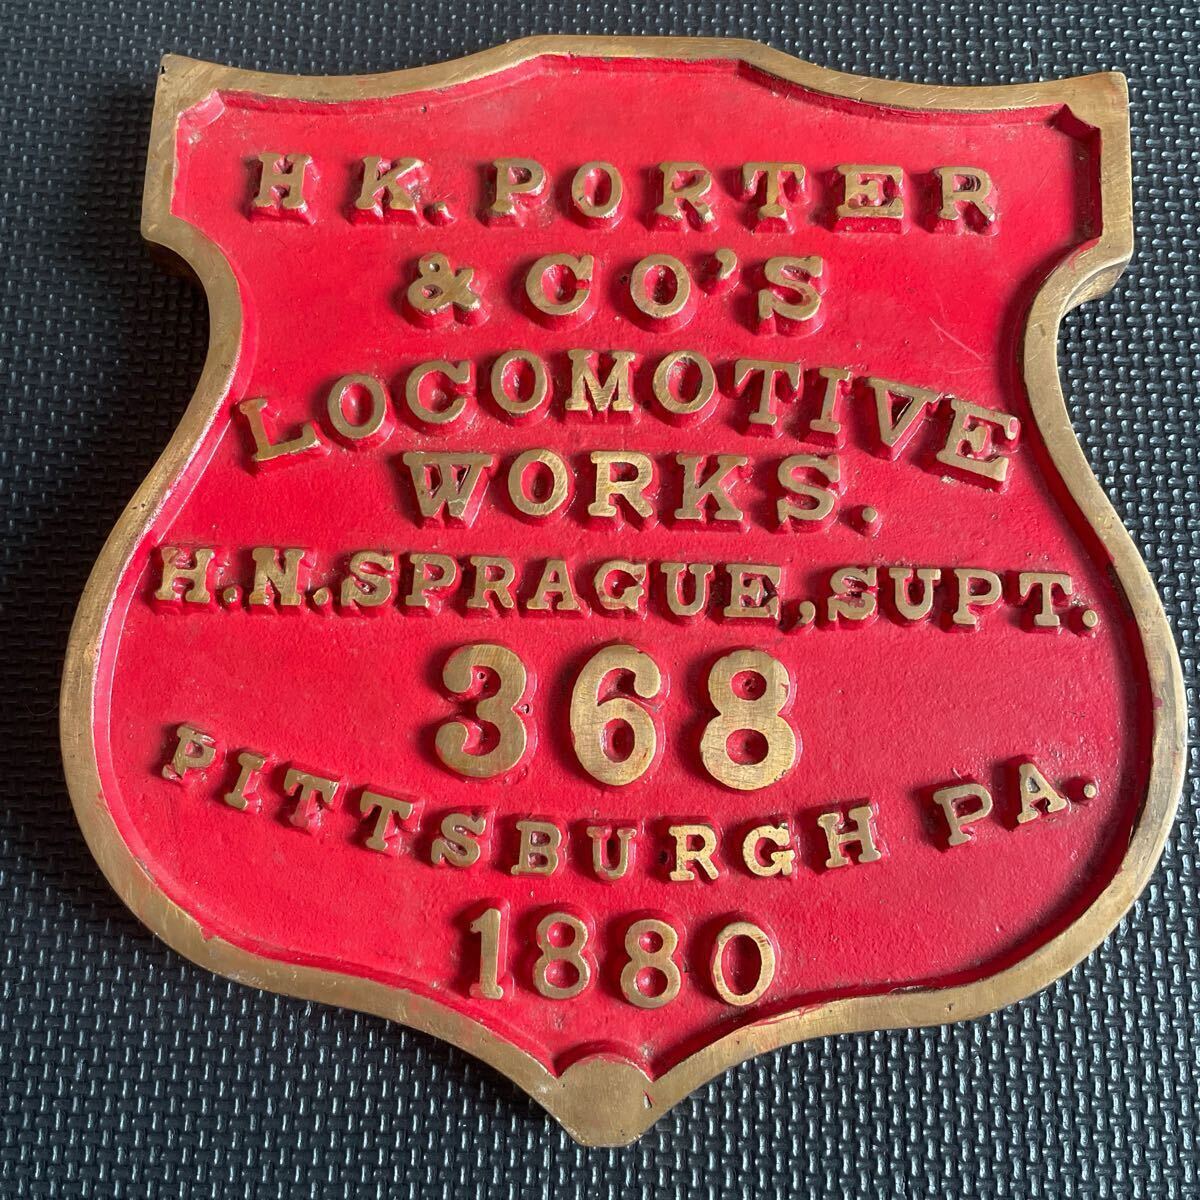 H K. PORTER
& CO'S
LOCOMOTIVE
WORKS.
H.N.SPRAGUE,SUPT.
368
PITTSBURGH PA.
1880